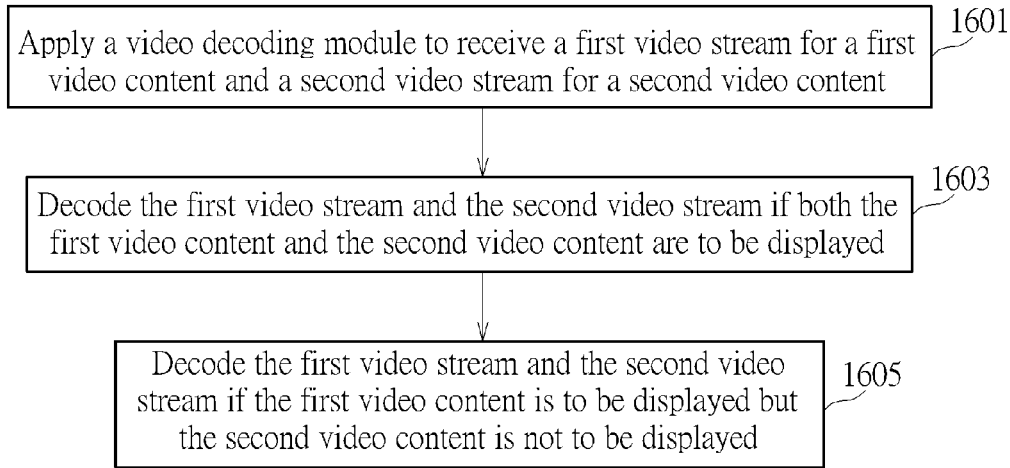 1601
Apply a video decoding module to receive a first video stream for a first
video content and a second video stream for a second video content
1603
Decode the first video stream and the second video stream if both the
first video content and the second video content are to be displayed
1605
Decode the first video stream and the second video
stream if the first video content is to be displayed but
the second video content is not to be displayed